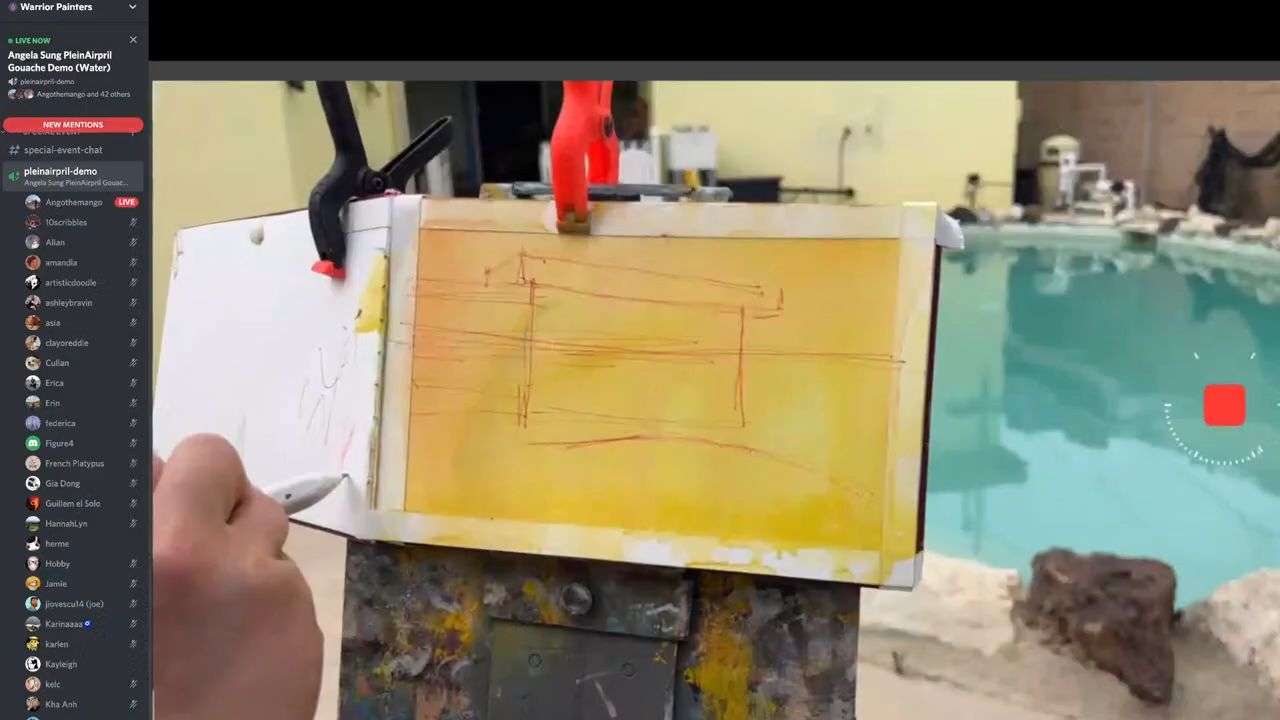 Warrior Painters
LIVE NOW
Angela Sung PleinAirpril
Gouache Demo (Water)
pleinairpril-demo
Angothemango and 42 others
NEW MENTIONS
SPECIAL EVENT
special-event-chat
pleinairpril-demo
Angela Sung PleinAirpril Gouac...
Angothemango LIVE
10scribbles
Alian
amandia
artisticdoodle
ashleybravin
asia
clayoreddie
Cullan
Erica
Erin
federica
Figure4
French Platypus
Gia Dong
Guillem el Solo
HannahLyn
herme
Hobby
Jamie
jiovescu14 (joe)
Karinaaaa
karlen
Kayleigh
kelc
Kha Anh